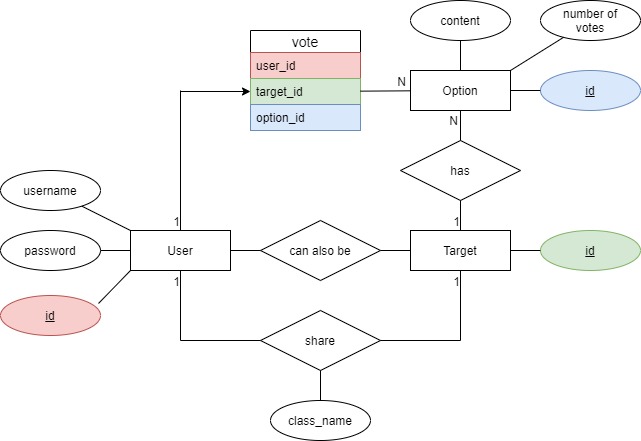 content
number of
votes
vote
user_id
target_id
option_id
N
Option
id
N
has
username
1
1
password
User
can also be
Target
id
1
1
id
share
class_name